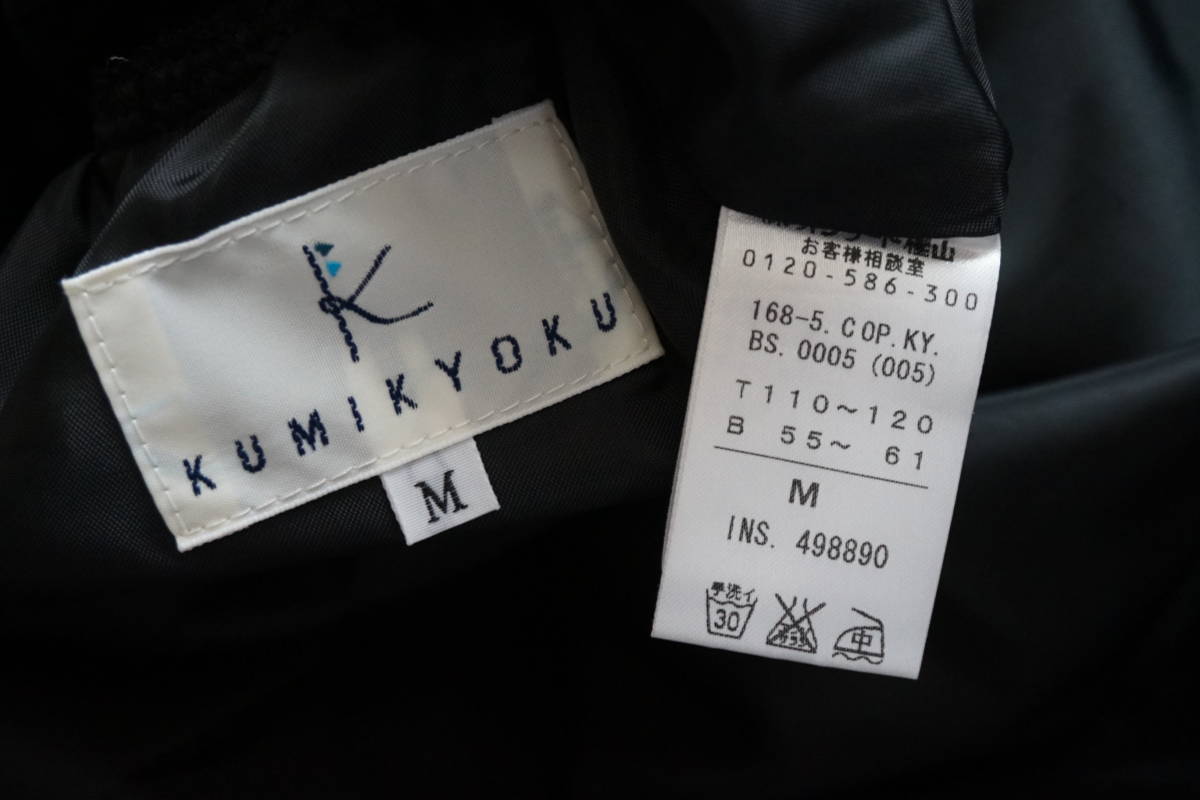 KUMIKYOKU
M
お客様相談室
0120-586-300
168-5. COP. KY.
BS. 0005 (005)
T 110〜120
B 55〜 61
M
INS. 498890
手洗イ
30
中